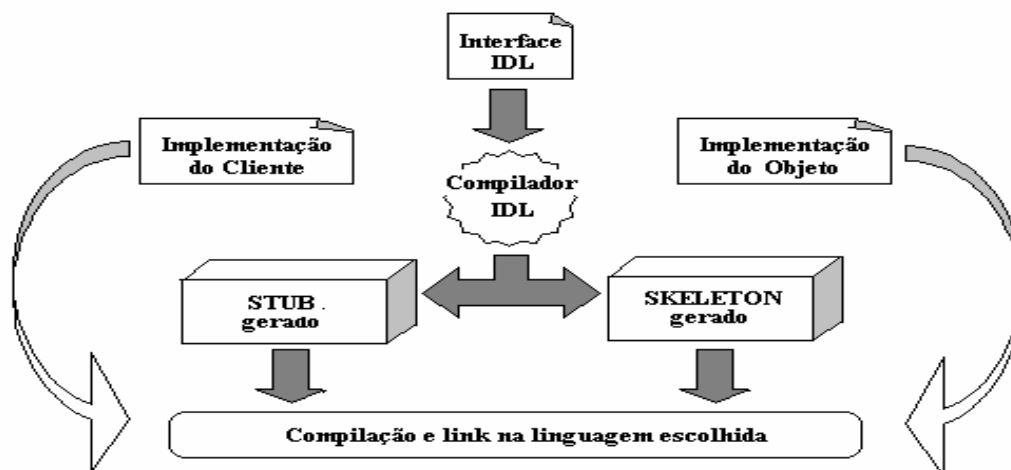 Interface
IDL
Implementação
do Cliente
Implementação
do Objeto
Compilador
IDL
STUB .
gerado
SKELETON
gerado
Compilação e link na linguagem escolhida